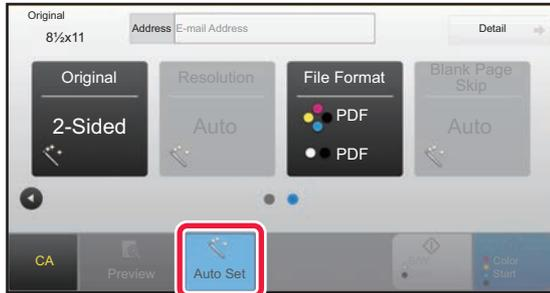 Original
8½x11
Address E-mail Address
Detail
Original
2-Sided
Resolution
Auto
File Format
PDF
PDF
Blank Page
Skip
Auto
CA
Preview
Auto Set
B/W
Start
Color
Start